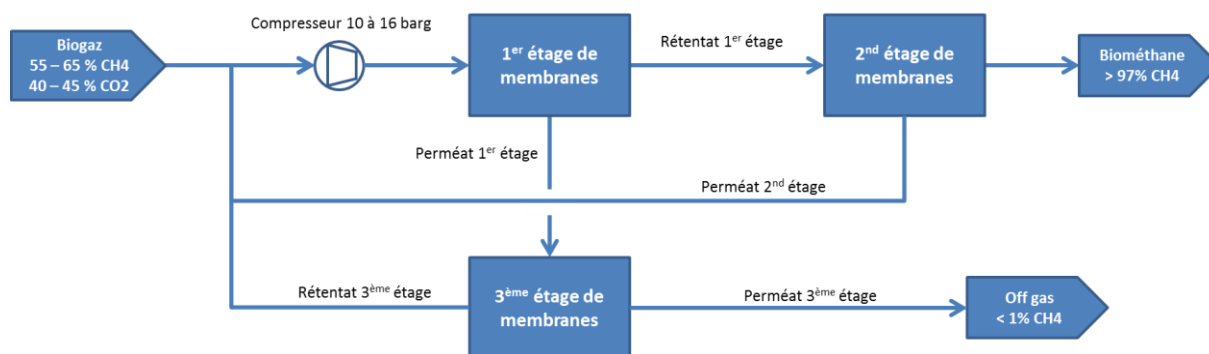 Compresseur 10 à 16 barg
Biogaz
55 – 65 % CH4
40 – 45 % CO2
1er étage de
membranes
Rétentat 1er étage
2nd étage de
membranes
Biométhane
> 97% CH4
Perméat 1er étage
Perméat 2nd étage
Rétentat 3ème étage
3ème étage de
membranes
Perméat 3ème étage
Off gas
< 1% CH4